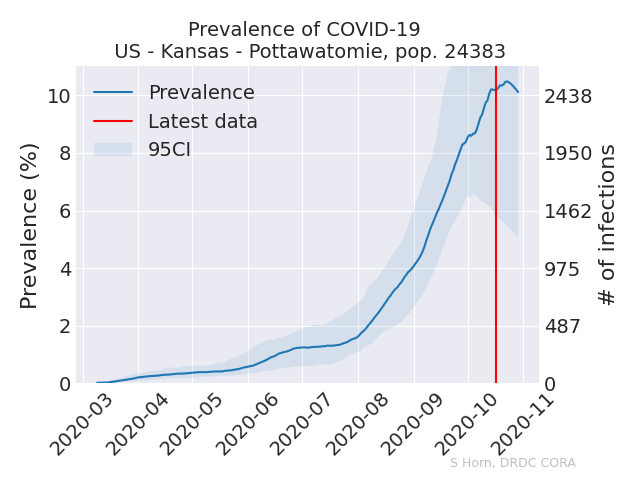 Prevalence of COVID-19
US - Kansas - Pottawatomie, pop. 24383
Prevalence
Latest data
95CI
Prevalence (%)
10
8
6
4
2
0
2438
1950
1462
975
487
0
# of infections
2020-03
2020-04
2020-05
2020-06
2020-07
2020-08
2020-09
2020-10
2020-11
S Horn, DRDC CORA